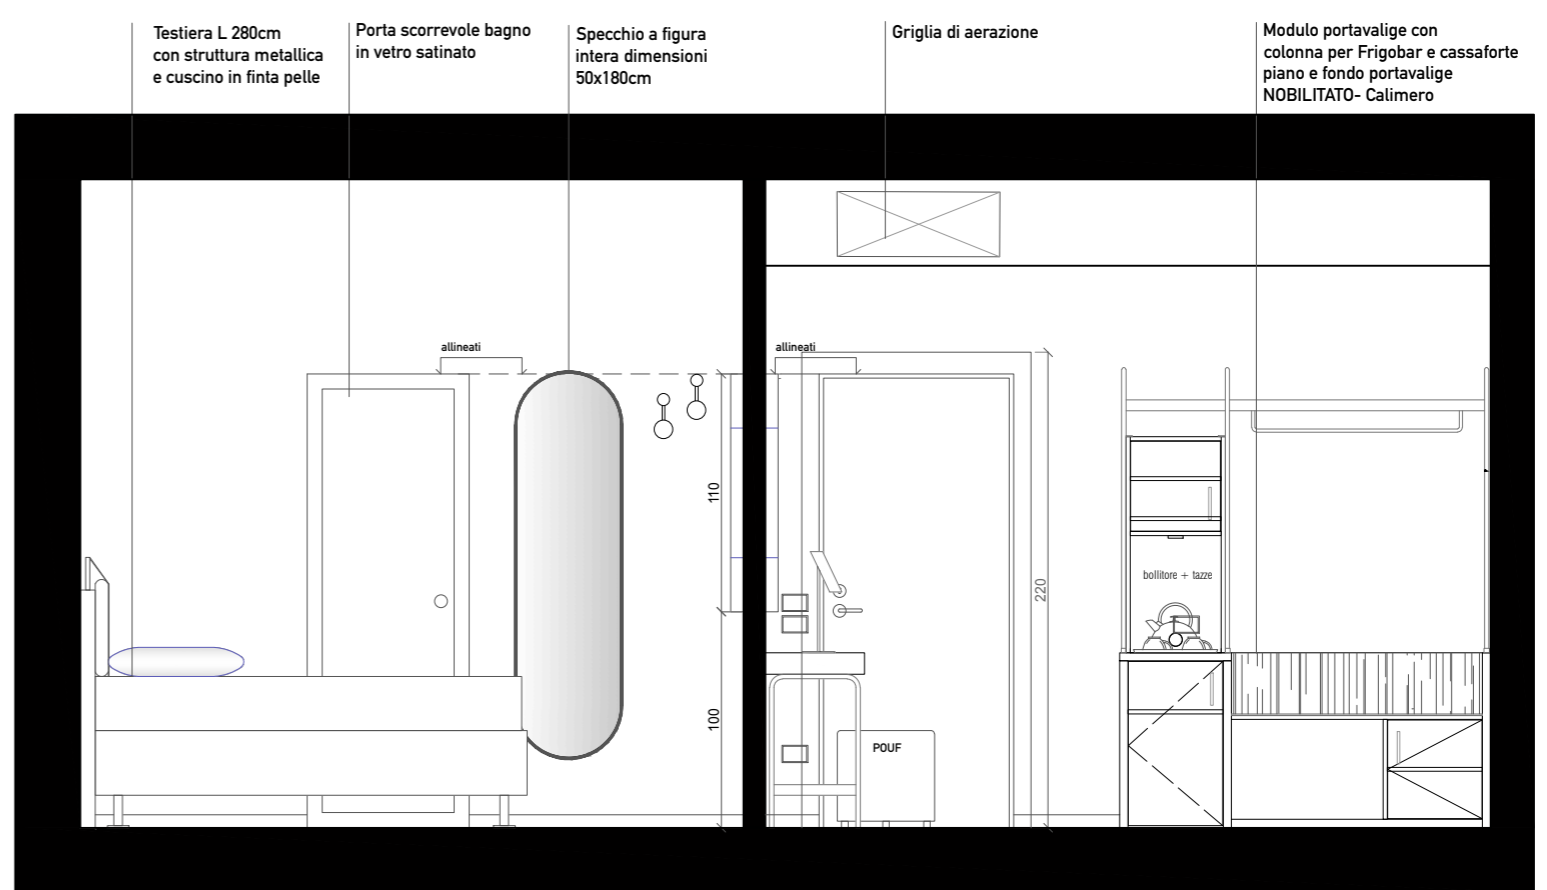 Testiera L 280cm
con struttura metallica
e cuscino in finta pelle
Porta scorrevole bagno
in vetro satinato
Specchio a figura
intera dimensioni
50x180cm
Griglia di aerazione
Modulo portavalige con
colonna per Frigobar e cassaforte
piano e fondo portavalige
NOBILITATO- Calimero
allineati
allineati
110
220
bollitore + tazze
100
POUF